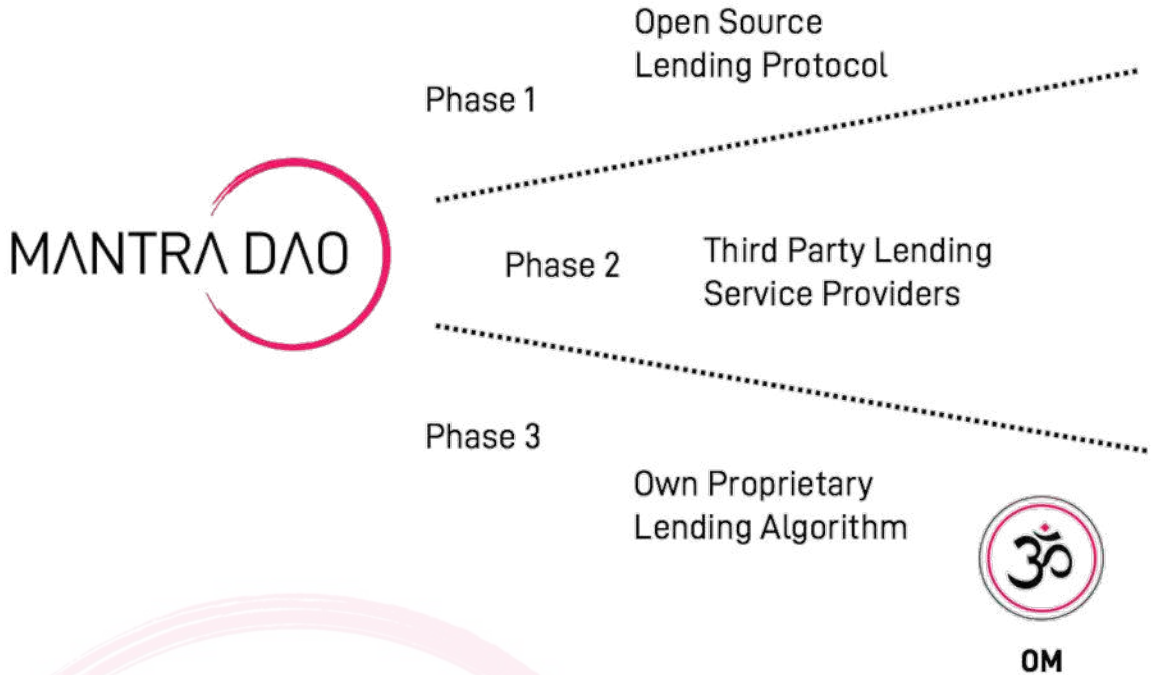 Open Source
Lending Protocol
Phase 1
MANTRA DAO
Phase 2
Third Party Lending
Service Providers
Phase 3
Own Proprietary
Lending Algorithm
ॐ
OM